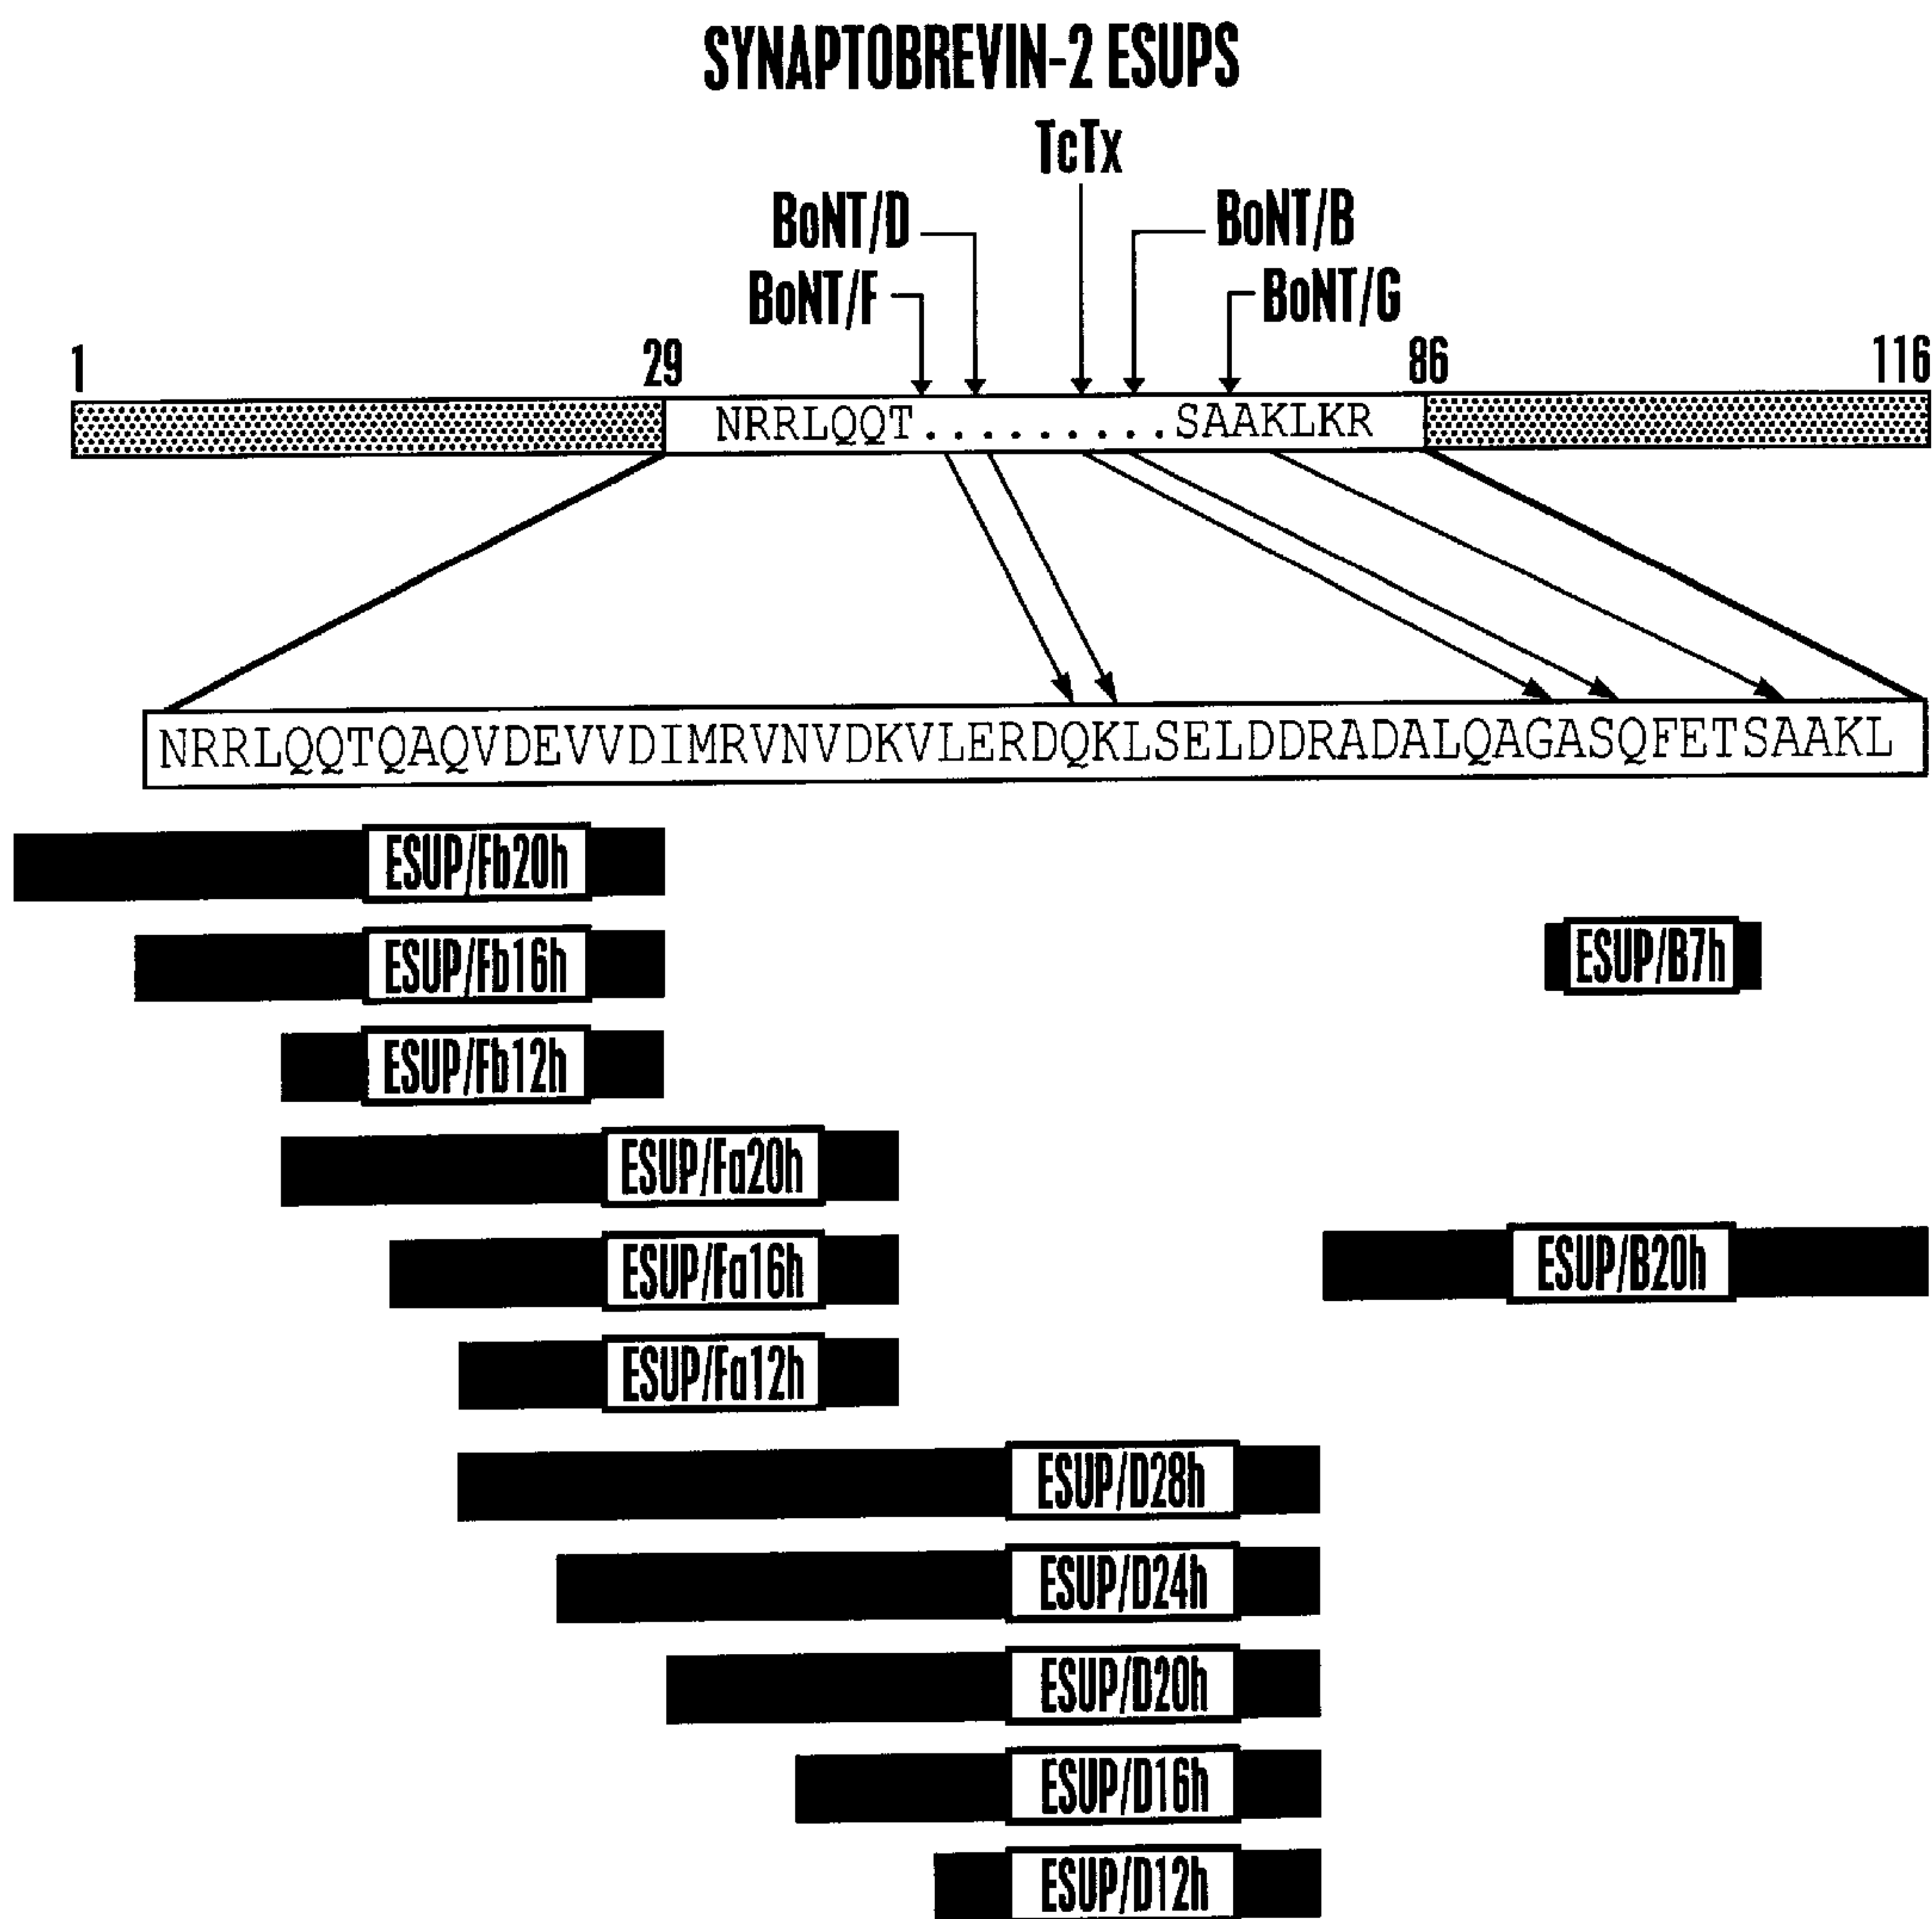 SYNAPTOBREVIN-2 ESUPS
TcTx
BoNT/D
BoNT/B
BoNT/F
BoNT/G
1
29
86
116
NRRLQQT.........SAAKLKR
NRRLQQTQAQVDEVVDIMRVNVDKVLERDQKLSELDDRADALQAGASQFETSAAKL
ESUP/Fb20h
ESUP/Fb16h
ESUP/B7h
ESUP/Fb12h
ESUP/Fa20h
ESUP/Fa16h
ESUP/B20h
ESUP/Fa12h
ESUP/D28h
ESUP/D24h
ESUP/D20h
ESUP/D16h
ESUP/D12h